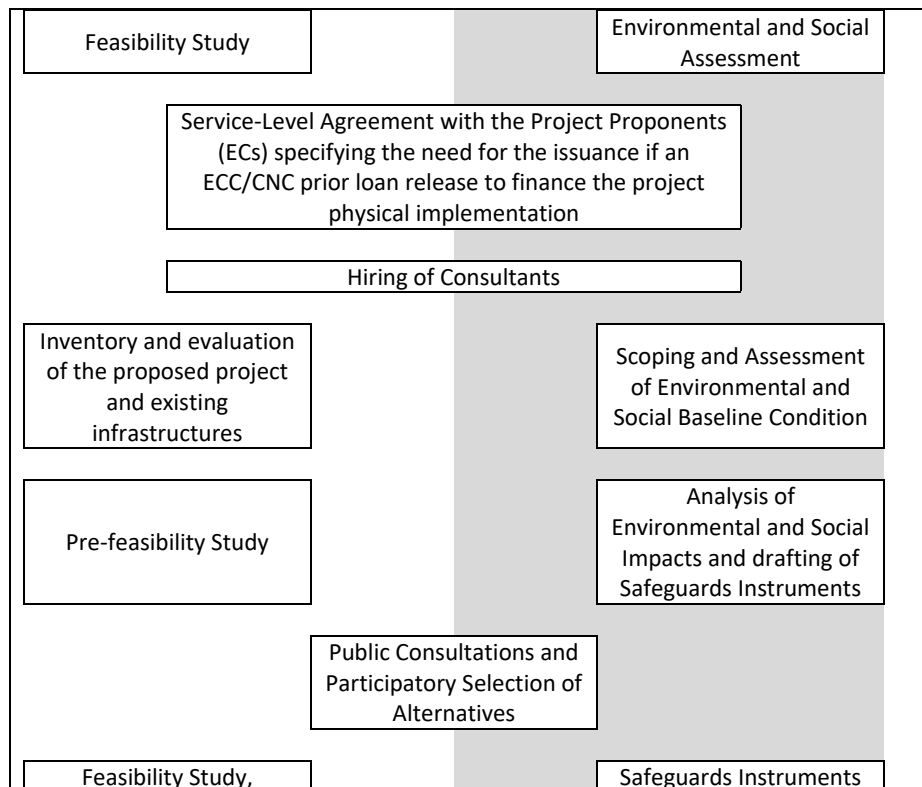 Feasibility Study
Environmental and Social
Assessment
Service-Level Agreement with the Project Proponents
(ECs) specifying the need for the issuance if an
ECC/CNC prior loan release to finance the project
physical implementation
Hiring of Consultants
Inventory and evaluation
of the proposed project
and existing
infrastructures
Scoping and Assessment
of Environmental and
Social Baseline Condition
Pre-feasibility Study
Analysis of
Environmental and Social
Impacts and drafting of
Safeguards Instruments
Public Consultations and
Participatory Selection of
Alternatives
Feasibility Study,
Safeguards Instruments